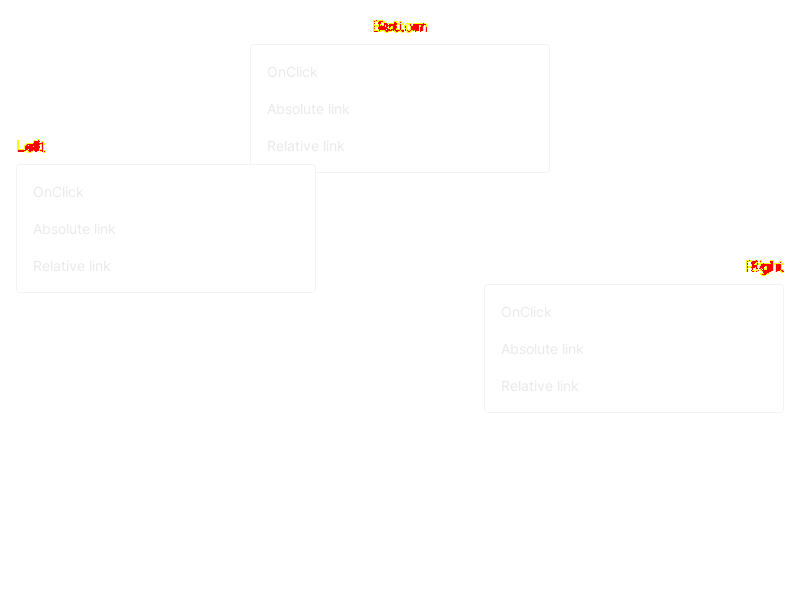 Bottom
OnClick
Absolute link
Relative link
Left
OnClick
Absolute link
Relative link
Right
OnClick
Absolute link
Relative link